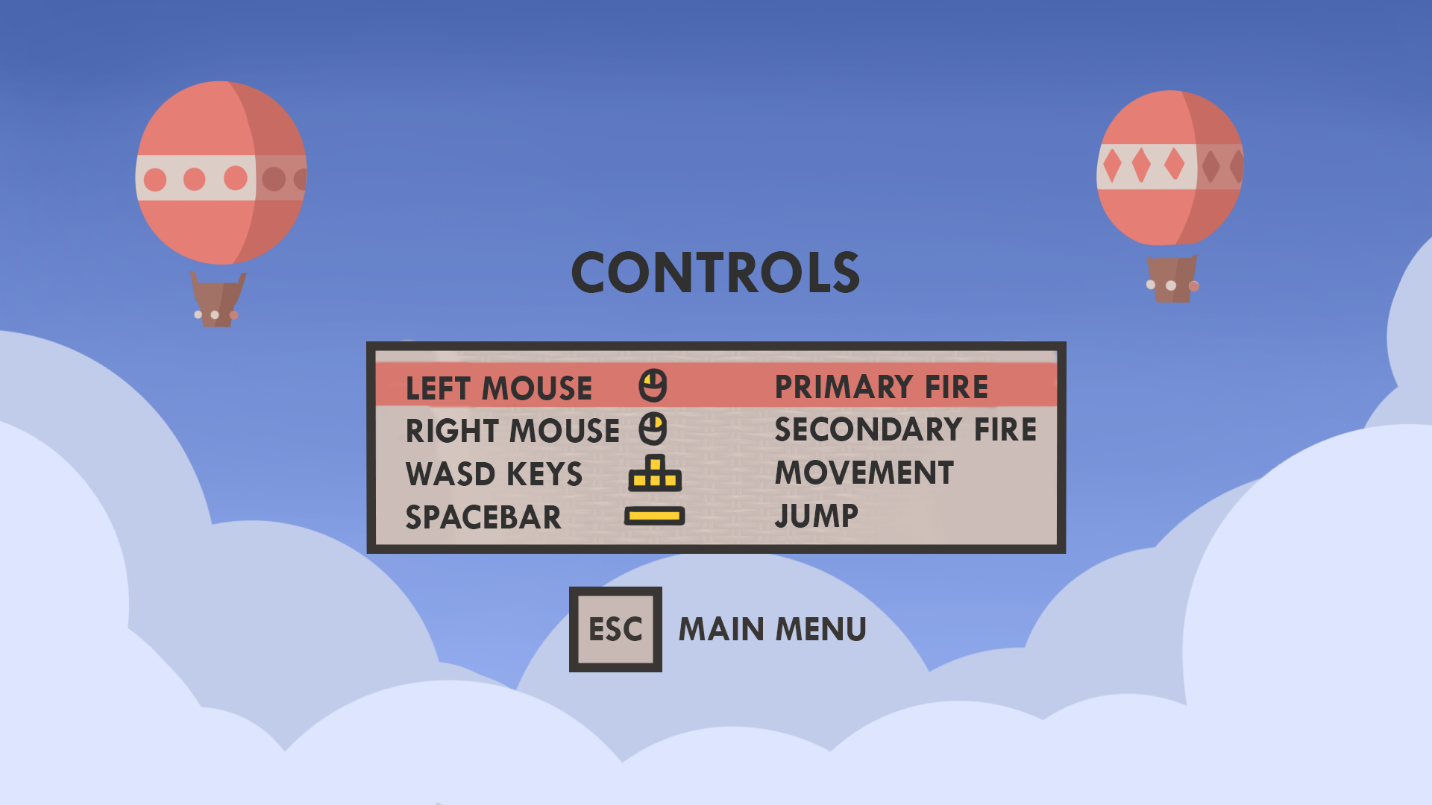 CONTROLS
LEFT MOUSE PRIMARY FIRE
RIGHT MOUSE SECONDARY FIRE
WASD KEYS MOVEMENT
SPACEBAR JUMP
ESC MAIN MENU